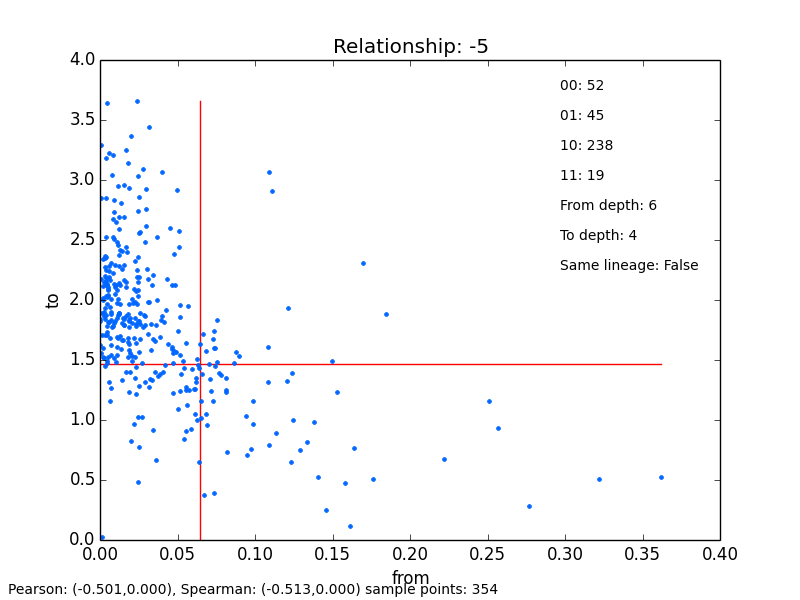 Relationship: -5
4.0
3.5
3.0
2.5
2.0
1.5
1.0
0.5
0.0
to
00: 52
01: 45
10: 238
11: 19
From depth: 6
To depth: 4
Same lineage: False
0.00 0.05 0.10 0.15 0.20 0.25 0.30 0.35 0.40
from
Pearson: (-0.501,0.000), Spearman: (-0.513,0.000) sample points: 354